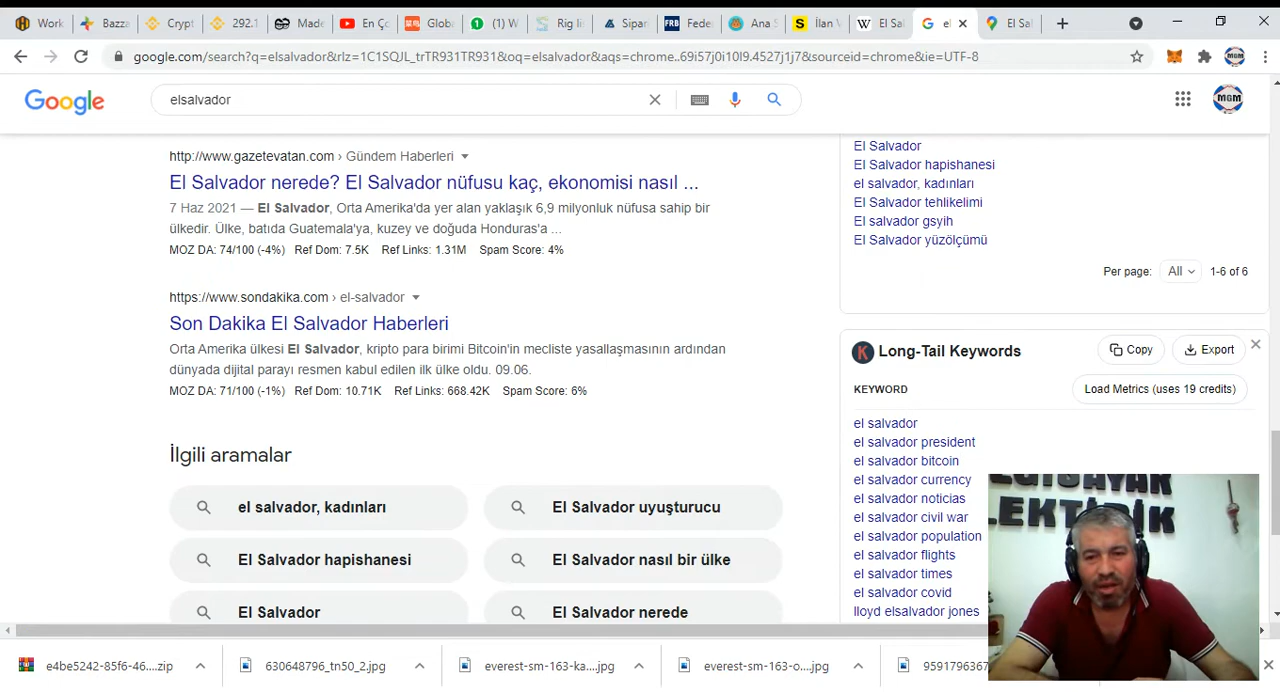 Work
Bazza
Crypt
292.1
Made
En Ço
Globa
(1) W
Rig li
Sipar
FRB
Fede
Ana S
S
İlan V
W
El Sal
el
El Sal
google.com/search?q=elsalvador&rlz=1C1SQJL_trTR931TR931&oq=elsalvador&aqs=chrome..69i57j0i10l9.4527j1j7&sourceid=chrome&ie=UTF-8
Google
elsalvador
MGM
http://www.gazetevatan.com › Gündem Haberleri
El Salvador nerede? El Salvador nüfusu kaç, ekonomisi nasıl ...
7 Haz 2021 — El Salvador, Orta Amerika'da yer alan yaklaşık 6,9 milyonluk nüfusa sahip bir
ülkedir. Ülke, batıda Guatemala'ya, kuzey ve doğuda Honduras'a ...
MOZ DA: 74/100 (-4%) Ref Dom: 7.5K Ref Links: 1.31M Spam Score: 4%
https://www.sondakika.com › el-salvador
Son Dakika El Salvador Haberleri
Orta Amerika ülkesi El Salvador, kripto para birimi Bitcoin'in mecliste yasallaşmasının ardından
dünyada dijital parayı resmen kabul edilen ilk ülke oldu. 09.06.
MOZ DA: 71/100 (-1%) Ref Dom: 10.71K Ref Links: 668.42K Spam Score: 6%
İlgili aramalar
el salvador, kadınları
El Salvador uyuşturucu
El Salvador hapishanesi
El Salvador nasıl bir ülke
El Salvador
El Salvador nerede
El Salvador
El Salvador hapishanesi
el salvador, kadınları
El Salvador tehlikelimi
El salvador gsyih
El Salvador yüzölçümü
Per page: All 1-6 of 6
K Long-Tail Keywords
Copy
Export
KEYWORD
Load Metrics (uses 19 credits)
el salvador
el salvador president
el salvador bitcoin
el salvador currency
el salvador noticias
el salvador civil war
el salvador population
el salvador flights
el salvador times
el salvador covid
lloyd elsalvador jones
LGİSAYAR
LEKTİRİK
e4be5242-85f6-46....zip
630648796_tn50_2.jpg
everest-sm-163-ka....jpg
everest-sm-163-o....jpg
9591796367